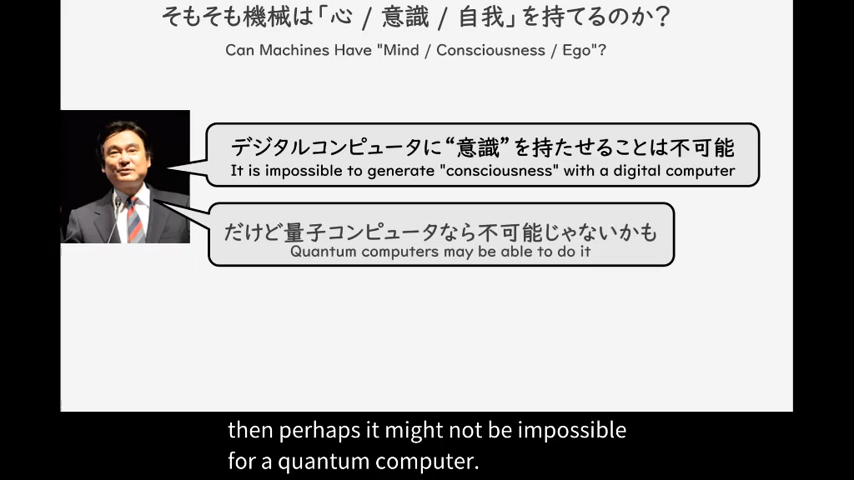 そもそも機械は「心 / 意識 / 自我」を持てるのか？
Can Machines Have "Mind / Consciousness / Ego"?
デジタルコンピュータに“意識”を持たせることは不可能
It is impossible to generate "consciousness" with a digital computer
だけど量子コンピュータなら不可能じゃないかも
Quantum computers may be able to do it
then perhaps it might not be impossible
for a quantum computer.